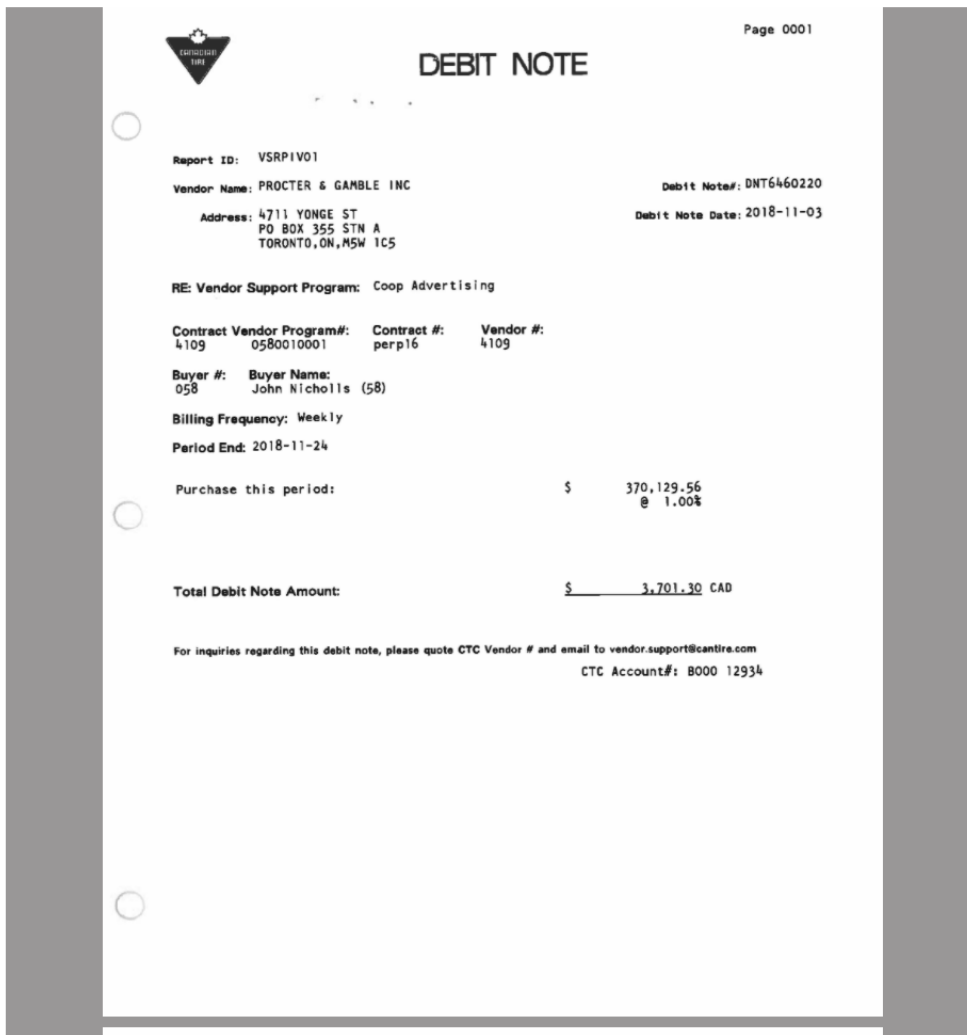 Page 0001
CANADIAN
TIRE
DEBIT NOTE
Report ID: VSRPIV01
Vendor Name: PROCTER & GAMBLE INC
Debit Note#: DNT6460220
Address: 4711 YONGE ST
Debit Note Date: 2018-11-03
PO BOX 355 STN A
TORONTO,ON,M5W 1C5
RE: Vendor Support Program: Coop Advertising
Contract Vendor Program#: Contract #: Vendor #:
4109 0580010001 perp16 4109
Buyer #: Buyer Name:
058 John Nicholls (58)
Billing Frequency: Weekly
Period End: 2018-11-24
Purchase this period: $ 370,129.56
@ 1.00%
Total Debit Note Amount: $ 3,701.30 CAD
For inquiries regarding this debit note, please quote CTC Vendor # and email to vendor.support@cantire.com
CTC Account#: B000 12934